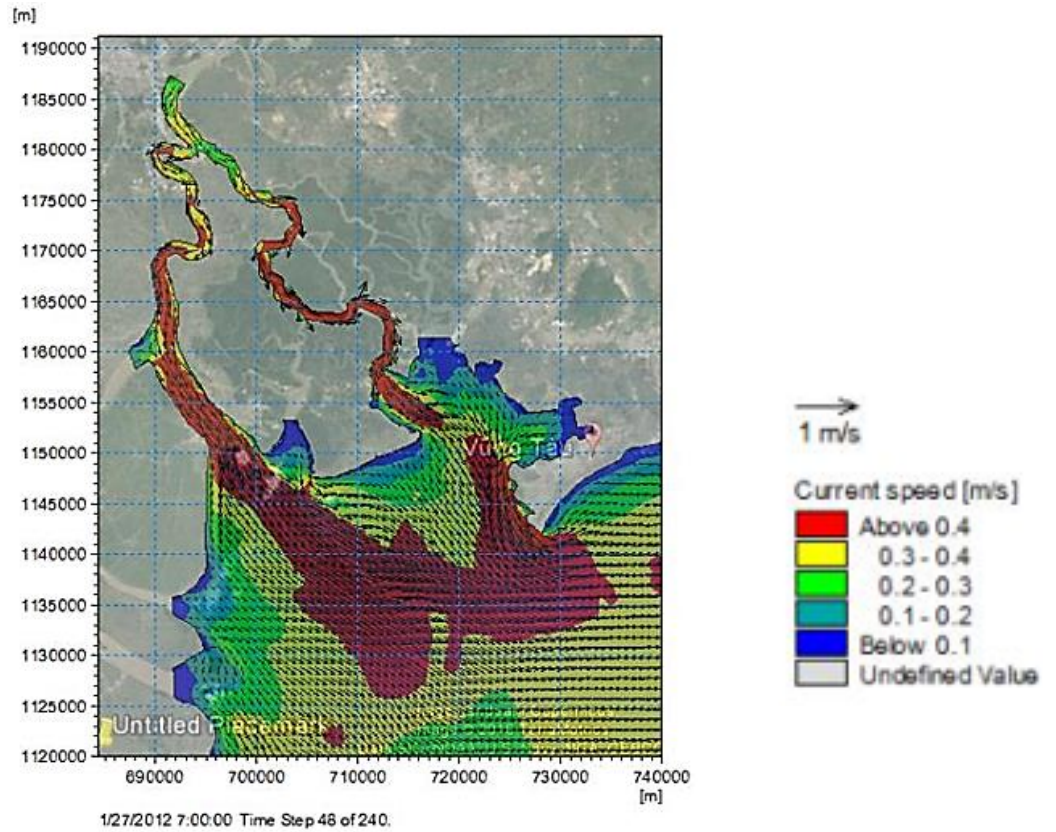 [m]
1190000
1185000
1180000
1175000
1170000
1165000
1160000
1155000
1150000
1145000
1140000
1135000
1130000
1125000
1120000
690000 700000 710000 720000 730000 740000
[m]
Vung Tau
Untitled Placemark
1/27/2012 7:00:00 Time Step 48 of 240.
1 m/s
Current speed [m/s]
Above 0.4
0.3 - 0.4
0.2 - 0.3
0.1 - 0.2
Below 0.1
Undefined Value